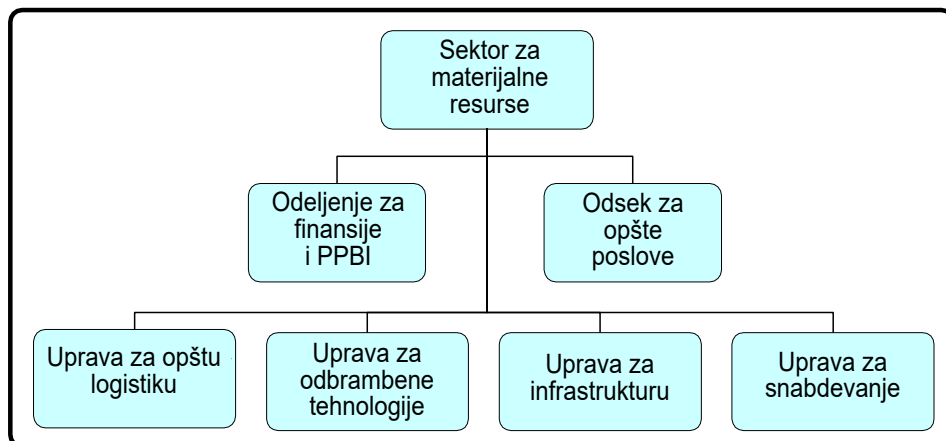 Sektor za
materijalne
resurse
Odeljenje za
finansije
i PPBI
Odsek za
opšte
poslove
Uprava za opštu
logistiku
Uprava za
odbrambene
tehnologije
Uprava za
infrastrukturu
Uprava za
snabdevanje